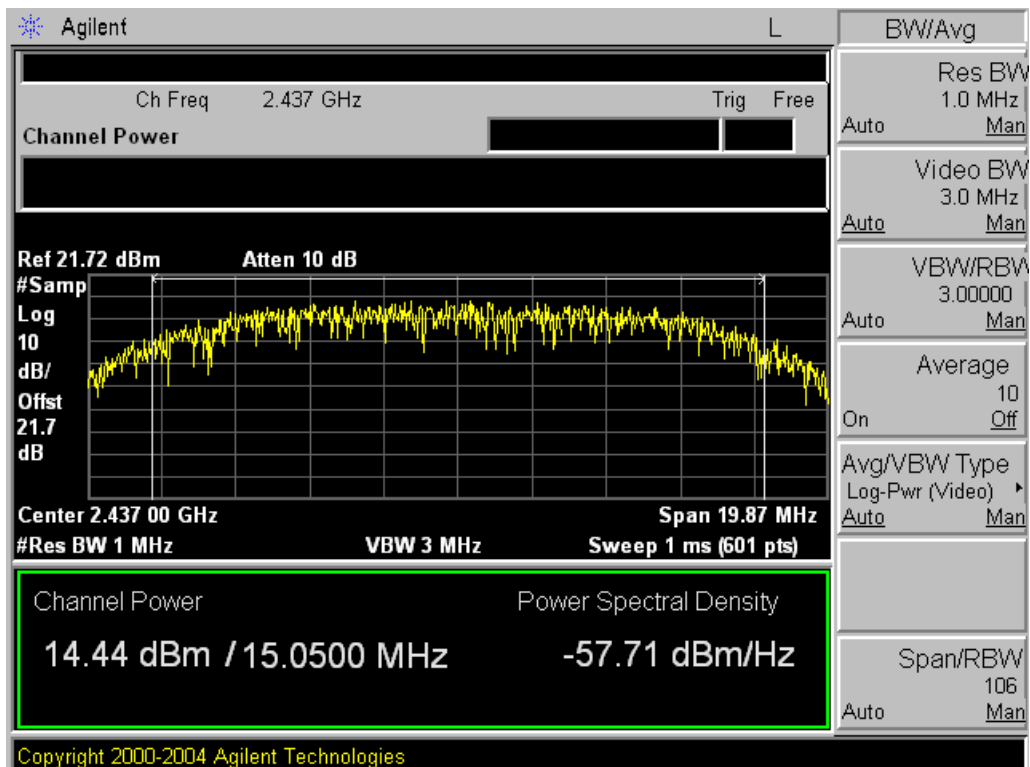 Agilent L
Ch Freq 2.437 GHz Trig Free
Channel Power
Ref 21.72 dBm Atten 10 dB
#Samp
Log
10
dB/
Offst
21.7
dB
Center 2.437 00 GHz Span 19.87 MHz
#Res BW 1 MHz VBW 3 MHz Sweep 1 ms (601 pts)
Channel Power Power Spectral Density
14.44 dBm / 15.0500 MHz -57.71 dBm/Hz
Copyright 2000-2004 Agilent Technologies
BW/Avg
Res BW
1.0 MHz
Auto Man
Video BW
3.0 MHz
Auto Man
VBW/RBW
3.00000
Auto Man
Average
10
On Off
Avg/VBW Type
Log-Pwr (Video)
Auto Man
Span/RBW
106
Auto Man